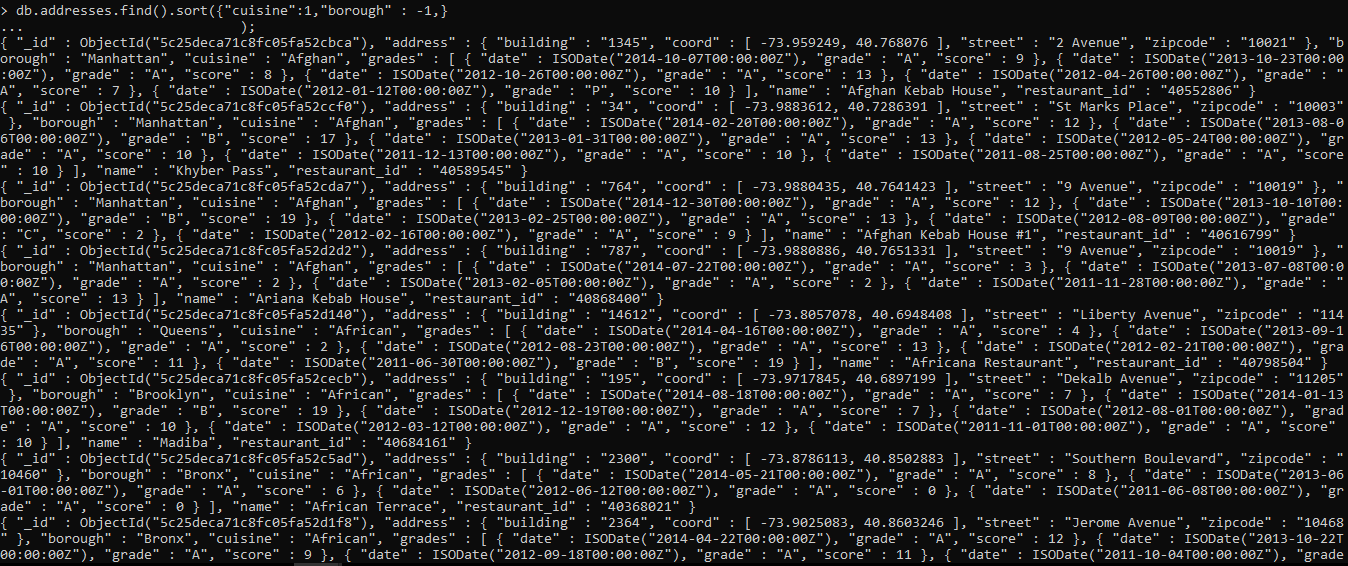 > db.addresses.find().sort({"cuisine":1,"borough" : -1,}
...                            );
{ "_id" : ObjectId("5c25deca71c8fc05fa52cbca"), "address" : { "building" : "1345", "coord" : [ -73.959249, 40.768076 ], "street" : "2 Avenue", "zipcode" : "10021" }, "b
orough" : "Manhattan", "cuisine" : "Afghan", "grades" : [ { "date" : ISODate("2014-10-07T00:00:00Z"), "grade" : "A", "score" : 9 }, { "date" : ISODate("2013-10-23T00:00
:00Z"), "grade" : "A", "score" : 8 }, { "date" : ISODate("2012-10-26T00:00:00Z"), "grade" : "A", "score" : 13 }, { "date" : ISODate("2012-04-26T00:00:00Z"), "grade" : "
A", "score" : 7 }, { "date" : ISODate("2012-01-12T00:00:00Z"), "grade" : "P", "score" : 10 } ], "name" : "Afghan Kebab House", "restaurant_id" : "40552806" }
{ "_id" : ObjectId("5c25deca71c8fc05fa52ccf0"), "address" : { "building" : "34", "coord" : [ -73.9883612, 40.7286391 ], "street" : "St Marks Place", "zipcode" : "10003"
 }, "borough" : "Manhattan", "cuisine" : "Afghan", "grades" : [ { "date" : ISODate("2014-02-20T00:00:00Z"), "grade" : "A", "score" : 12 }, { "date" : ISODate("2013-08-0
6T00:00:00Z"), "grade" : "B", "score" : 17 }, { "date" : ISODate("2013-01-31T00:00:00Z"), "grade" : "A", "score" : 13 }, { "date" : ISODate("2012-05-24T00:00:00Z"), "gr
ade" : "A", "score" : 10 }, { "date" : ISODate("2011-12-13T00:00:00Z"), "grade" : "A", "score" : 10 }, { "date" : ISODate("2011-08-25T00:00:00Z"), "grade" : "A", "score"
 : 10 } ], "name" : "Khyber Pass", "restaurant_id" : "40589545" }
{ "_id" : ObjectId("5c25deca71c8fc05fa52cda7"), "address" : { "building" : "764", "coord" : [ -73.9880435, 40.7641423 ], "street" : "9 Avenue", "zipcode" : "10019" }, "
borough" : "Manhattan", "cuisine" : "Afghan", "grades" : [ { "date" : ISODate("2014-12-30T00:00:00Z"), "grade" : "A", "score" : 12 }, { "date" : ISODate("2013-10-10T00:
00:00Z"), "grade" : "B", "score" : 19 }, { "date" : ISODate("2013-02-25T00:00:00Z"), "grade" : "A", "score" : 13 }, { "date" : ISODate("2012-08-09T00:00:00Z"), "grade" :
"C", "score" : 2 }, { "date" : ISODate("2012-02-16T00:00:00Z"), "grade" : "A", "score" : 9 } ], "name" : "Afghan Kebab House #1", "restaurant_id" : "40616799" }
{ "_id" : ObjectId("5c25deca71c8fc05fa52d2d2"), "address" : { "building" : "787", "coord" : [ -73.9880886, 40.7651331 ], "street" : "9 Avenue", "zipcode" : "10019" }, "
borough" : "Manhattan", "cuisine" : "Afghan", "grades" : [ { "date" : ISODate("2014-07-22T00:00:00Z"), "grade" : "A", "score" : 3 }, { "date" : ISODate("2013-07-08T00:0
0:00Z"), "grade" : "A", "score" : 2 }, { "date" : ISODate("2013-02-05T00:00:00Z"), "grade" : "A", "score" : 2 }, { "date" : ISODate("2011-11-28T00:00:00Z"), "grade" : "
A", "score" : 13 } ], "name" : "Ariana Kebab House", "restaurant_id" : "40868400" }
{ "_id" : ObjectId("5c25deca71c8fc05fa52d140"), "address" : { "building" : "14612", "coord" : [ -73.8057078, 40.6948408 ], "street" : "Liberty Avenue", "zipcode" : "114
35" }, "borough" : "Queens", "cuisine" : "African", "grades" : [ { "date" : ISODate("2014-04-16T00:00:00Z"), "grade" : "A", "score" : 4 }, { "date" : ISODate("2013-09-1
6T00:00:00Z"), "grade" : "A", "score" : 2 }, { "date" : ISODate("2012-08-23T00:00:00Z"), "grade" : "A", "score" : 13 }, { "date" : ISODate("2012-02-21T00:00:00Z"), "gra
de" : "A", "score" : 11 }, { "date" : ISODate("2011-06-30T00:00:00Z"), "grade" : "B", "score" : 19 } ], "name" : "Africana Restaurant", "restaurant_id" : "40798504" }
{ "_id" : ObjectId("5c25deca71c8fc05fa52cecb"), "address" : { "building" : "195", "coord" : [ -73.9717845, 40.6897199 ], "street" : "Dekalb Avenue", "zipcode" : "11205"
 }, "borough" : "Brooklyn", "cuisine" : "African", "grades" : [ { "date" : ISODate("2014-08-18T00:00:00Z"), "grade" : "A", "score" : 7 }, { "date" : ISODate("2014-01-13
T00:00:00Z"), "grade" : "B", "score" : 19 }, { "date" : ISODate("2012-12-19T00:00:00Z"), "grade" : "A", "score" : 7 }, { "date" : ISODate("2012-08-01T00:00:00Z"), "grad
e" : "A", "score" : 10 }, { "date" : ISODate("2012-03-12T00:00:00Z"), "grade" : "A", "score" : 12 }, { "date" : ISODate("2011-11-01T00:00:00Z"), "grade" : "A", "score"
: 10 } ], "name" : "Madiba", "restaurant_id" : "40684161" }
{ "_id" : ObjectId("5c25deca71c8fc05fa52c5ad"), "address" : { "building" : "2300", "coord" : [ -73.8786113, 40.8502883 ], "street" : "Southern Boulevard", "zipcode" : "
10460" }, "borough" : "Bronx", "cuisine" : "African", "grades" : [ { "date" : ISODate("2014-05-21T00:00:00Z"), "grade" : "A", "score" : 8 }, { "date" : ISODate("2013-06
-01T00:00:00Z"), "grade" : "A", "score" : 6 }, { "date" : ISODate("2012-06-12T00:00:00Z"), "grade" : "A", "score" : 0 }, { "date" : ISODate("2011-06-08T00:00:00Z"), "gr
ade" : "A", "score" : 0 } ], "name" : "African Terrace", "restaurant_id" : "40368021" }
{ "_id" : ObjectId("5c25deca71c8fc05fa52d1f8"), "address" : { "building" : "2364", "coord" : [ -73.9025083, 40.8603246 ], "street" : "Jerome Avenue", "zipcode" : "10468
" }, "borough" : "Bronx", "cuisine" : "African", "grades" : [ { "date" : ISODate("2014-04-22T00:00:00Z"), "grade" : "A", "score" : 12 }, { "date" : ISODate("2013-10-22T
00:00:00Z"), "grade" : "A", "score" : 9 }, { "date" : ISODate("2012-09-18T00:00:00Z"), "grade" : "A", "score" : 11 }, { "date" : ISODate("2011-10-04T00:00:00Z"), "grade